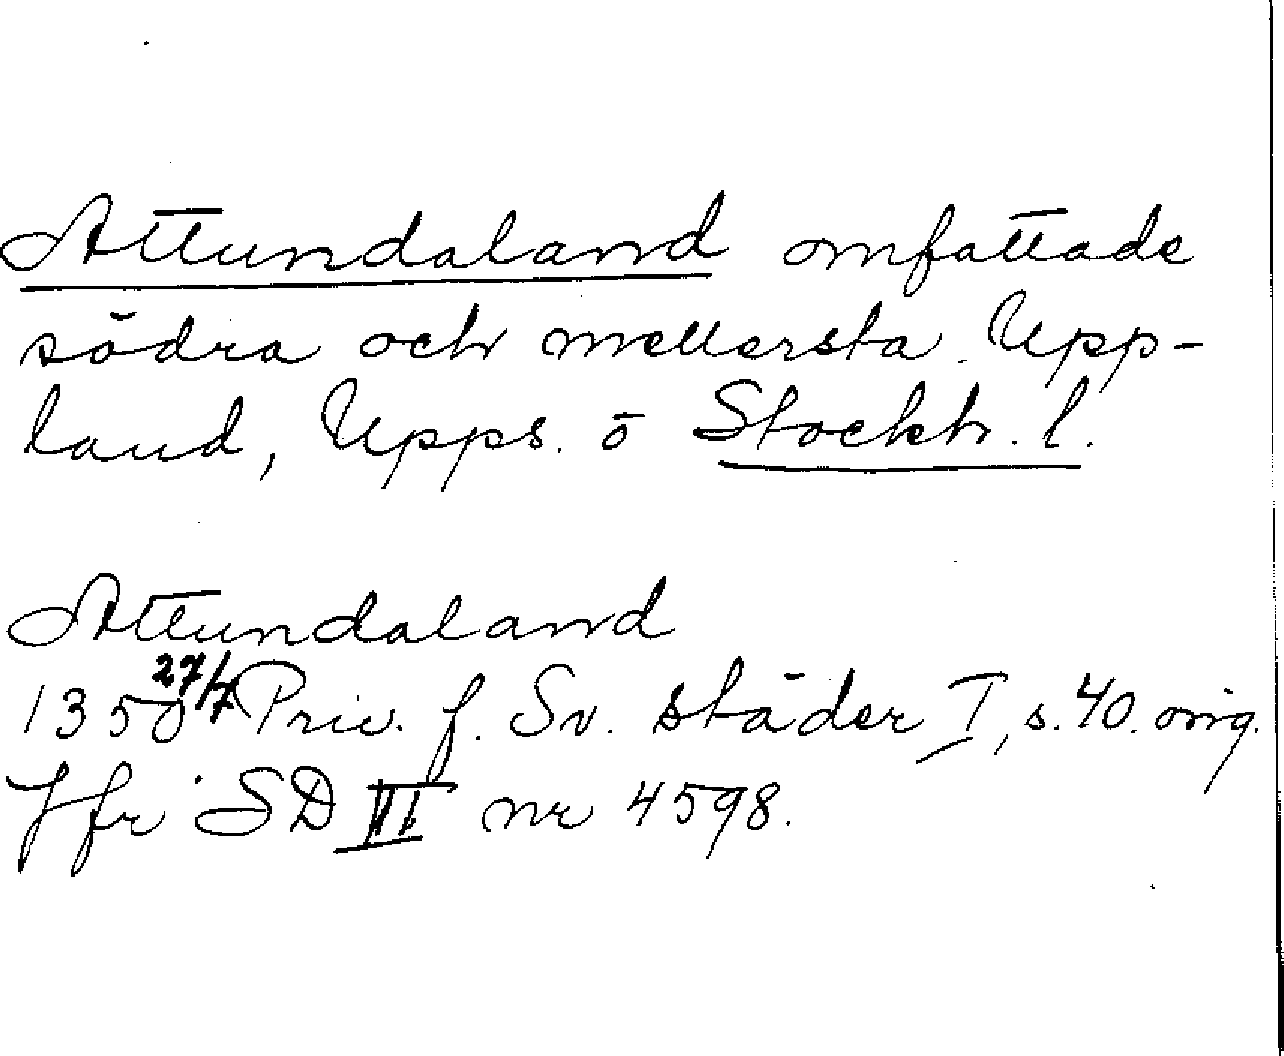 Attundaland omfattade
södra och mellersta Upp-
land, Upps. o Stockh. l.
Attundaland
1350 27/7 Priv. f. Sv. städer I, s. 40. orig.
Jfr SD VI nr 4598.